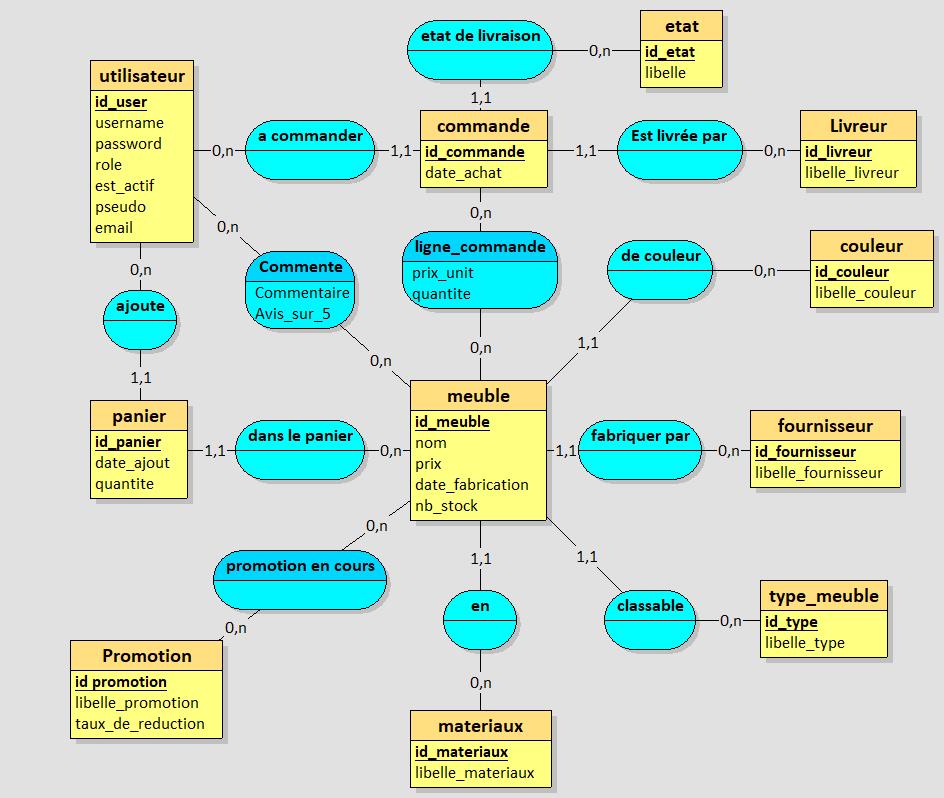 etat de livraison
0,n
etat
id_etat
libelle
1,1
utilisateur
id_user
username
password
role
est_actif
pseudo
email
0,n
a commander
1,1
commande
id_commande
date_achat
1,1
Est livrée par
0,n
Livreur
id_livreur
libelle_livreur
0,n
0,n
Commente
Commentaire
Avis_sur_5
0,n
0,n
ligne_commande
prix_unit
quantite
0,n
de couleur
0,n
couleur
id_couleur
libelle_couleur
1,1
0,n
ajoute
1,1
panier
id_panier
date_ajout
quantite
1,1
dans le panier
0,n
meuble
id_meuble
nom
prix
date_fabrication
nb_stock
1,1
fabriquer par
0,n
fournisseur
id_fournisseur
libelle_fournisseur
0,n
promotion en cours
0,n
Promotion
id promotion
libelle_promotion
taux_de_reduction
1,1
en
0,n
materiaux
id_materiaux
libelle_materiaux
1,1
classable
0,n
type_meuble
id_type
libelle_type